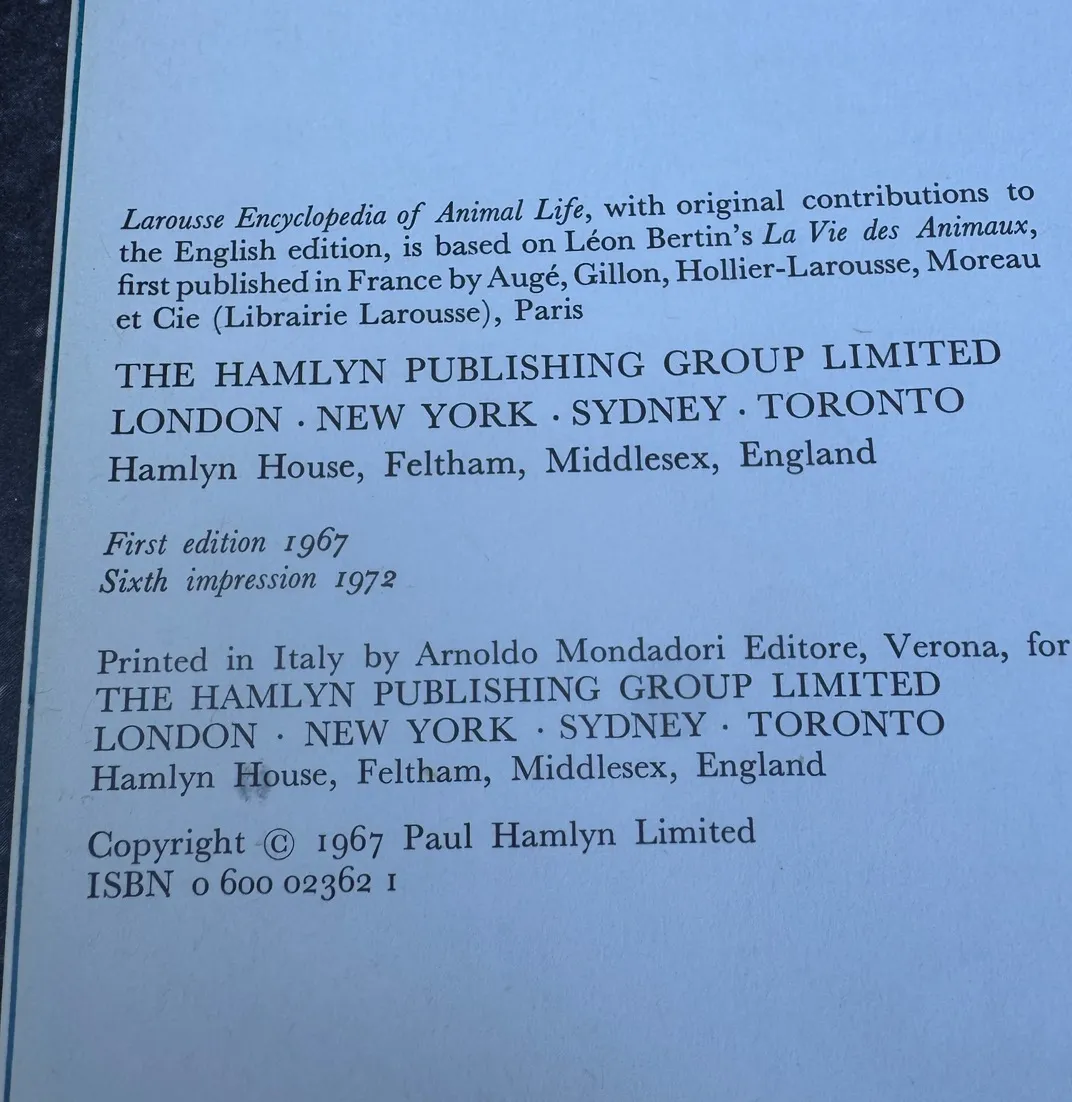 Larousse Encyclopedia of Animal Life, with original contributions to
the English edition, is based on Léon Bertin's La Vie des Animaux,
first published in France by Augé, Gillon, Hollier-Larousse, Moreau
et Cie (Librairie Larousse), Paris
THE HAMLYN PUBLISHING GROUP LIMITED
LONDON · NEW YORK · SYDNEY · TORONTO
Hamlyn House, Feltham, Middlesex, England
First edition 1967
Sixth impression 1972
Printed in Italy by Arnoldo Mondadori Editore, Verona, for
THE HAMLYN PUBLISHING GROUP LIMITED
LONDON · NEW YORK · SYDNEY · TORONTO
Hamlyn House, Feltham, Middlesex, England
Copyright © 1967 Paul Hamlyn Limited
ISBN 0 600 02362 1